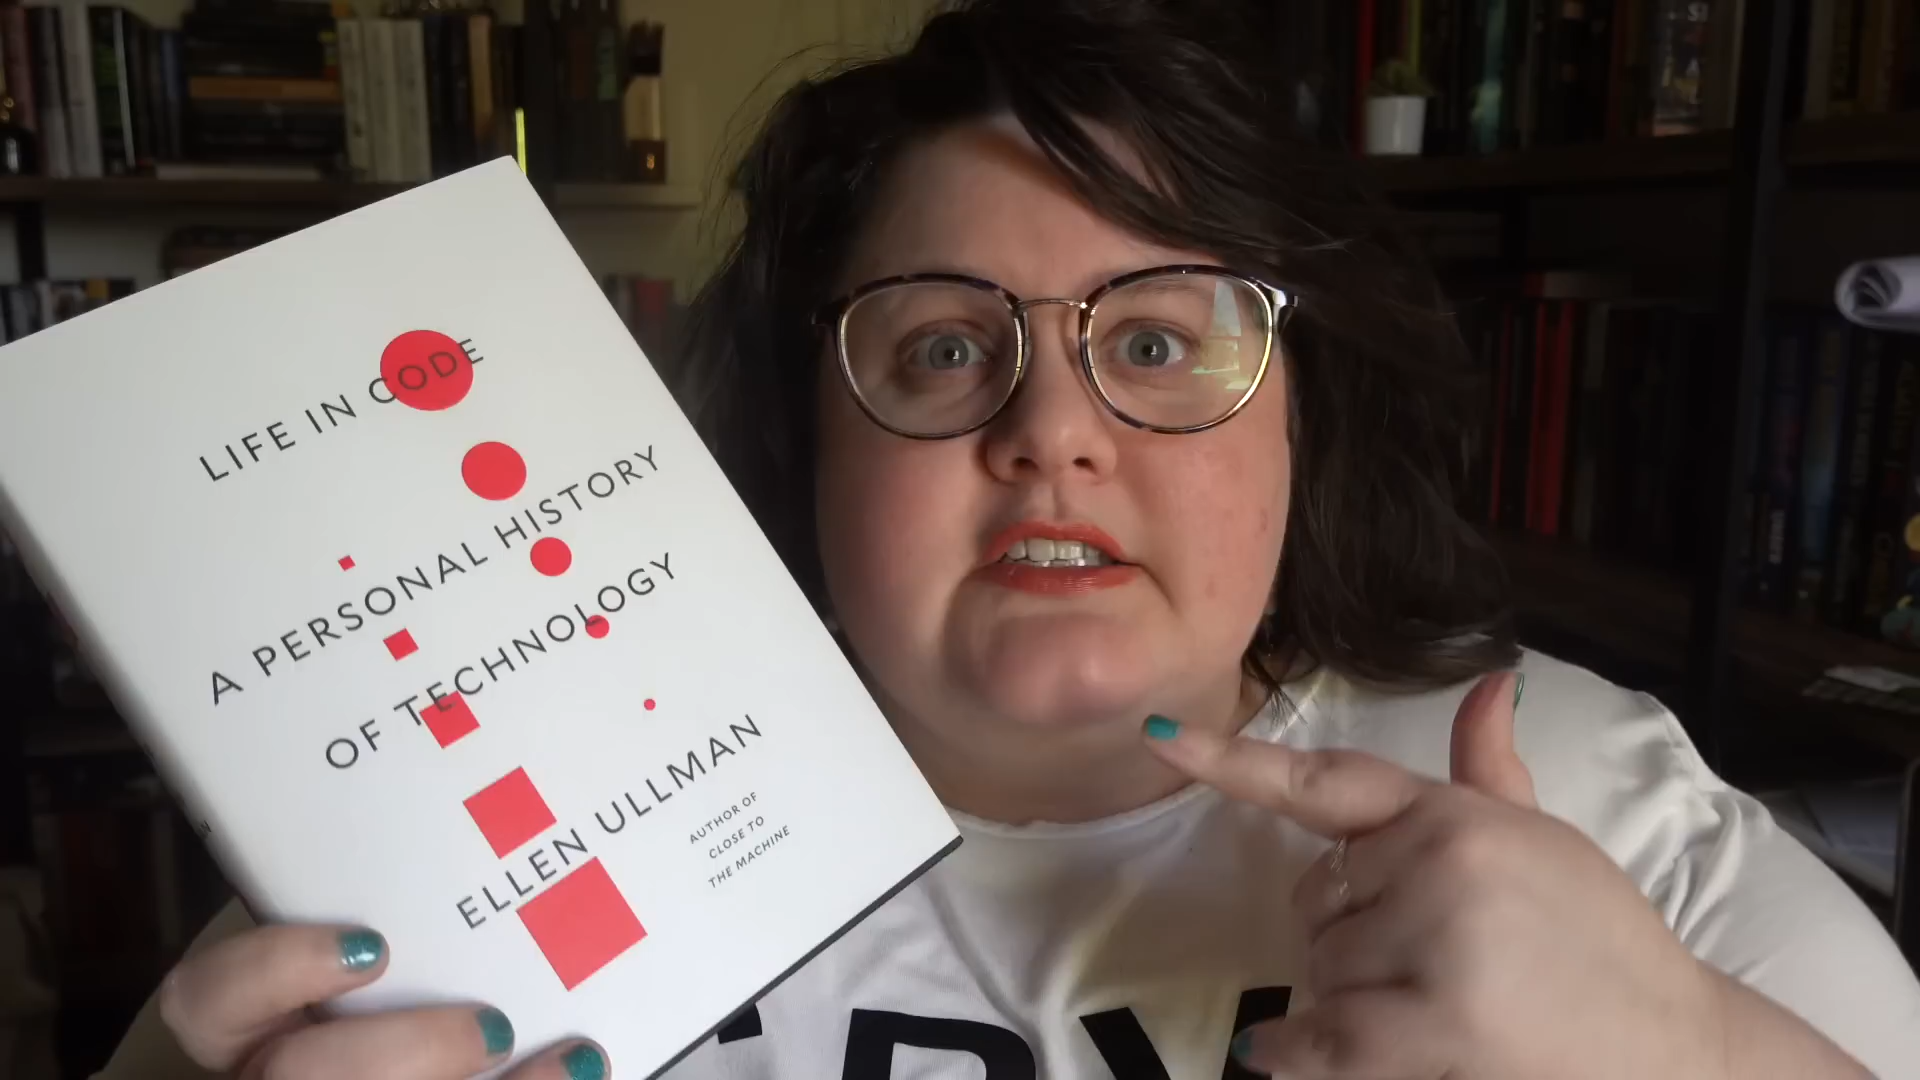 LIFE IN CODE
A PERSONAL HISTORY
OF TECHNOLOGY
ELLEN ULLMAN
AUTHOR OF
CLOSE TO
THE MACHINE